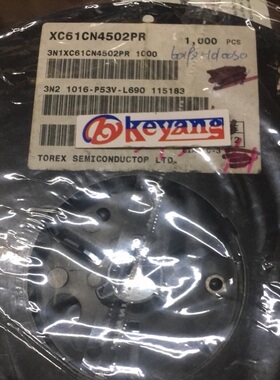 XC61CN4502PR 1,000 PCS
3N1XC61CN4502PR 1000
3N2 1016-P53V-L690 115183
Keyang
TOREX SEMICONDUCTOR LTD.